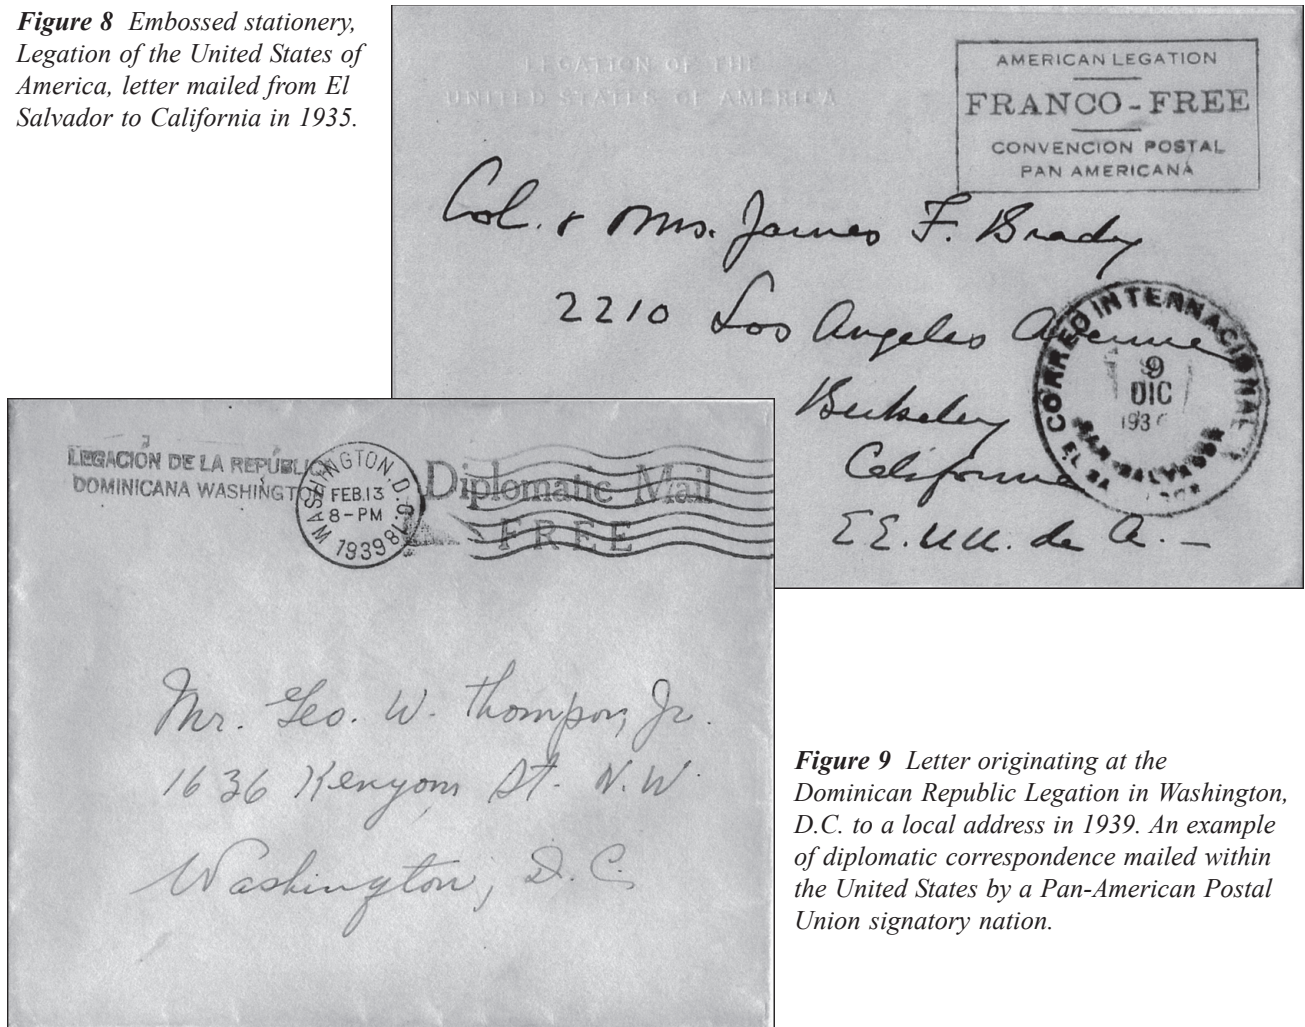 Figure 8 Embossed stationery,
Legation of the United States of
America, letter mailed from El
Salvador to California in 1935.
LEGATION OF THE
UNITED STATES OF AMERICA
AMERICAN LEGATION
FRANCO-FREE
CONVENCION POSTAL
PAN AMERICANA
Col. & Mrs. James F. Brady
2210 Los Angeles Avenue
Berkeley
California
EE. UU. de A. —
CORREO INTERNACIONAL
9
DIC
SAN SALVADOR
EL
LEGACIÓN DE LA REPÚBLICA
DOMINICANA WASHINGTON
WASHINGTON, D.C.
FEB.13
8-PM
1939
Diplomatic Mail
FREE
Mr. Geo. W. Thompson, Jr.
1636 Kenyon St. N.W.
Washington, D.C.
Figure 9 Letter originating at the
Dominican Republic Legation in Washington,
D.C. to a local address in 1939. An example
of diplomatic correspondence mailed within
the United States by a Pan-American Postal
Union signatory nation.